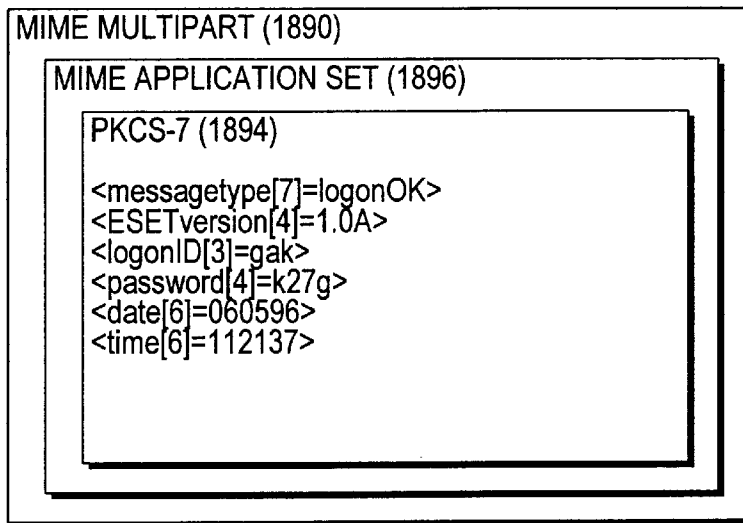 MIME MULTIPART (1890)
MIME APPLICATION SET (1896)
PKCS-7 (1894)
<messagetype[7]=logonOK>
<ESETversion[4]=1.0A>
<logonID[3]=gak>
<password[4]=k27g>
<date[6]=060596>
<time[6]=112137>